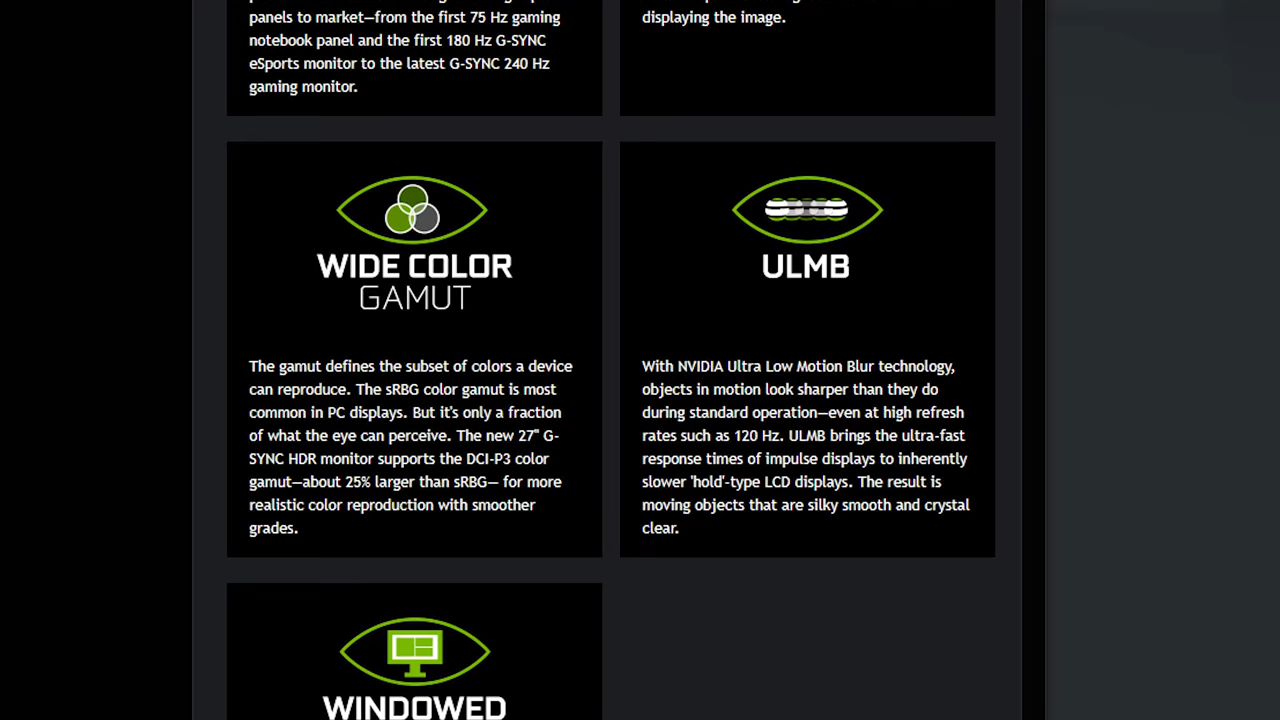 panels to market—from the first 75 Hz gaming
notebook panel and the first 180 Hz G-SYNC
eSports monitor to the latest G-SYNC 240 Hz
gaming monitor.
displaying the image.
WIDE COLOR
GAMUT
The gamut defines the subset of colors a device
can reproduce. The sRBG color gamut is most
common in PC displays. But it's only a fraction
of what the eye can perceive. The new 27" G-
SYNC HDR monitor supports the DCI-P3 color
gamut—about 25% larger than sRBG— for more
realistic color reproduction with smoother
grades.
ULMB
With NVIDIA Ultra Low Motion Blur technology,
objects in motion look sharper than they do
during standard operation—even at high refresh
rates such as 120 Hz. ULMB brings the ultra-fast
response times of impulse displays to inherently
slower 'hold'-type LCD displays. The result is
moving objects that are silky smooth and crystal
clear.
WINDOWED